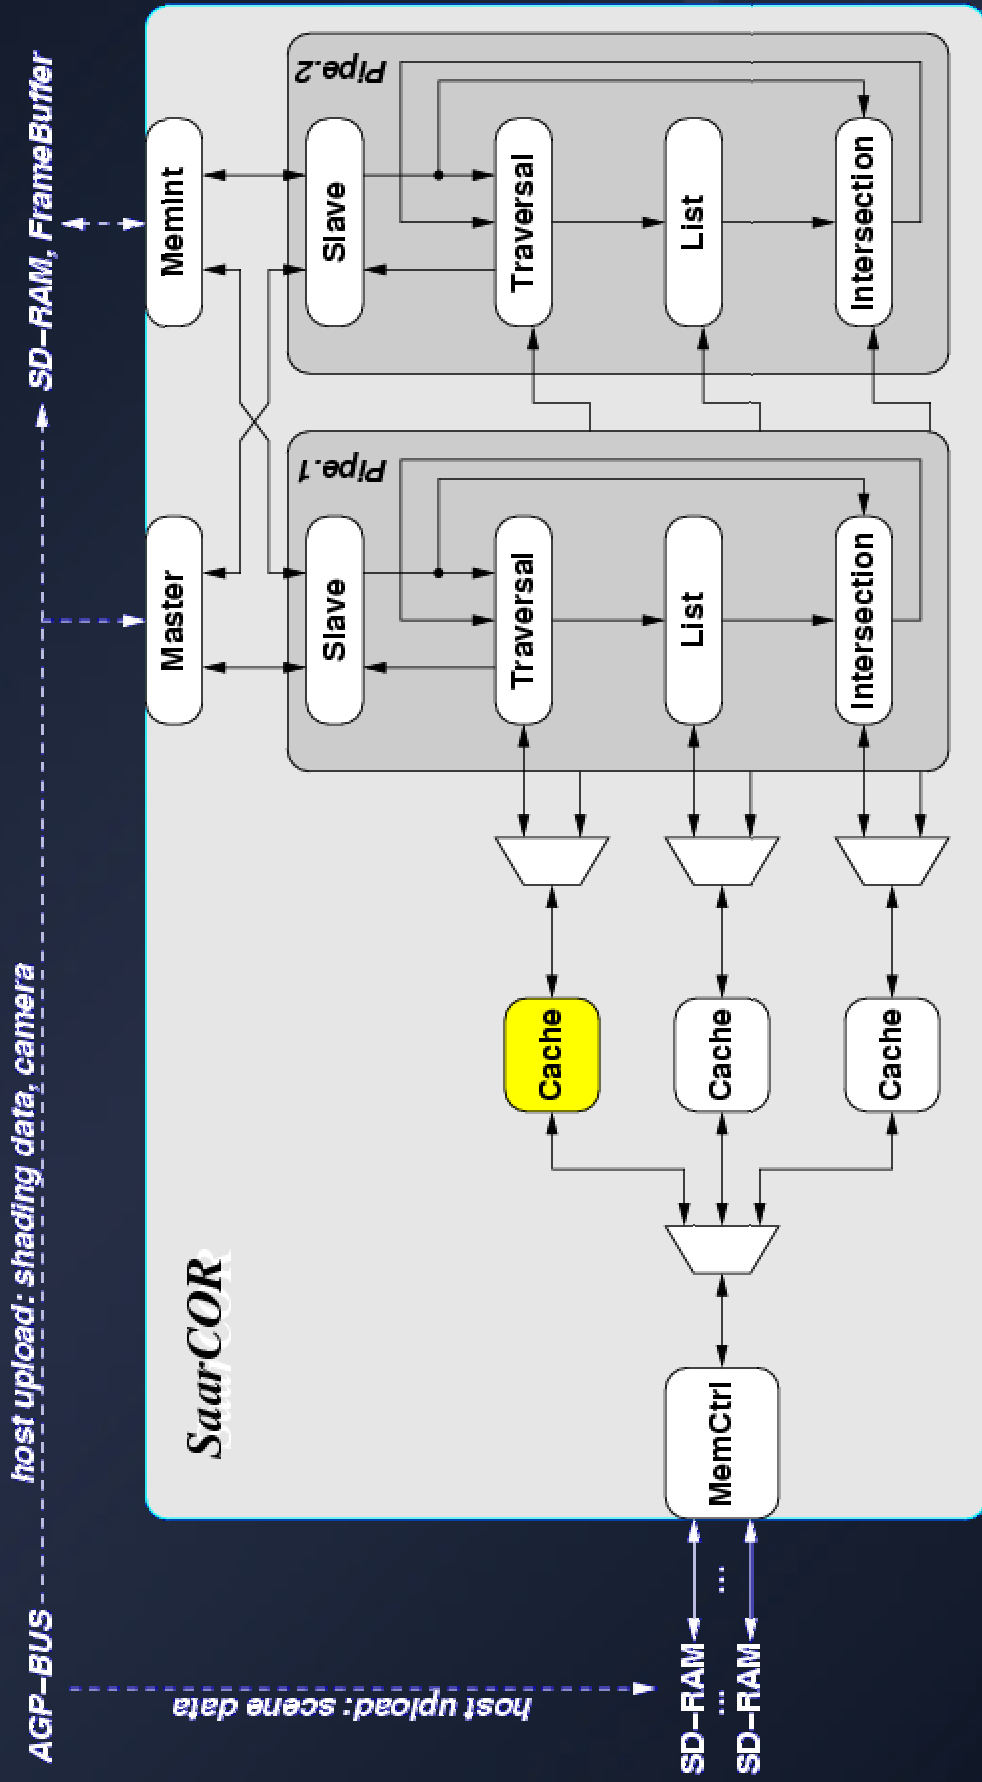 AGP-BUS
host upload: shading data, camera
SD-RAM, FrameBuffer
host upload: scene data
SaarCOR
Master
MemInt
Pipe.1
Slave
Traversal
List
Intersection
Pipe.2
Slave
Traversal
List
Intersection
Cache
Cache
Cache
MemCtrl
SD-RAM
... ...
SD-RAM